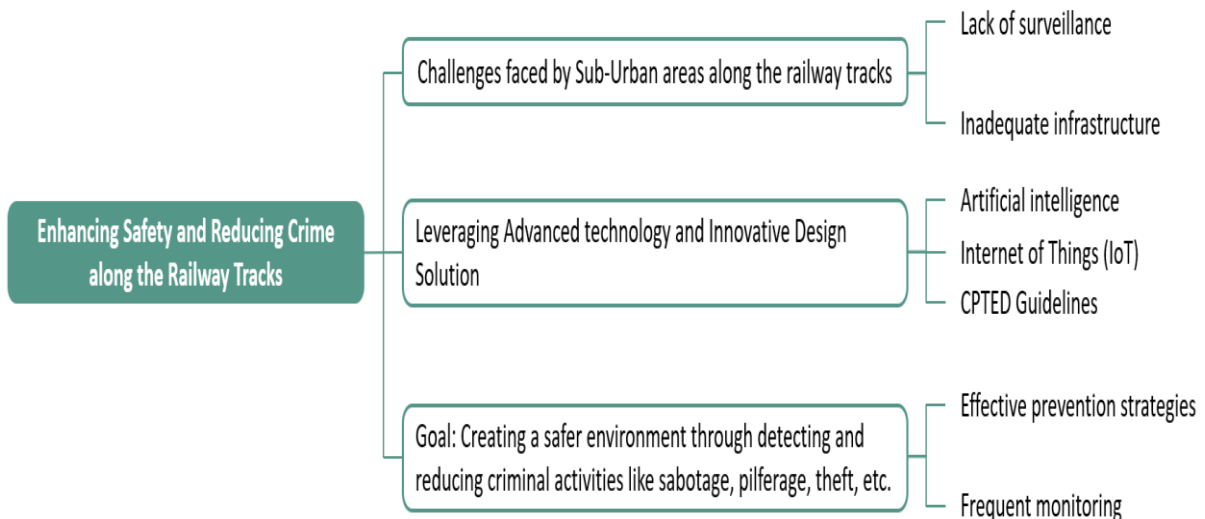 Enhancing Safety and Reducing Crime
along the Railway Tracks
Challenges faced by Sub-Urban areas along the railway tracks
Lack of surveillance
Inadequate infrastructure
Leveraging Advanced technology and Innovative Design
Solution
Artificial intelligence
Internet of Things (IoT)
CPTED Guidelines
Goal: Creating a safer environment through detecting and
reducing criminal activities like sabotage, pilferage, theft, etc.
Effective prevention strategies
Frequent monitoring